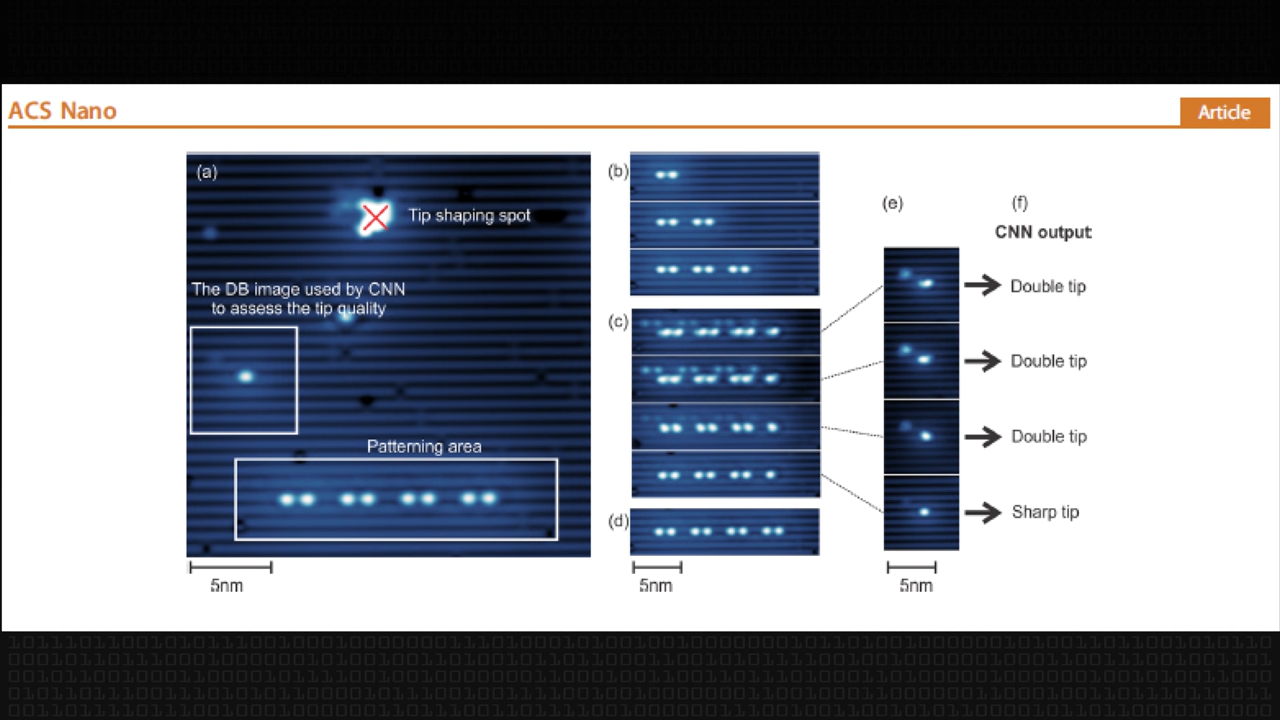 ACS Nano
Article
(a)
Tip shaping spot
The DB image used by CNN
to assess the tip quality
Patterning area
5nm
(b)
(c)
(d)
5nm
(e)
(f)
CNN output
Double tip
Double tip
Double tip
Sharp tip
5nm